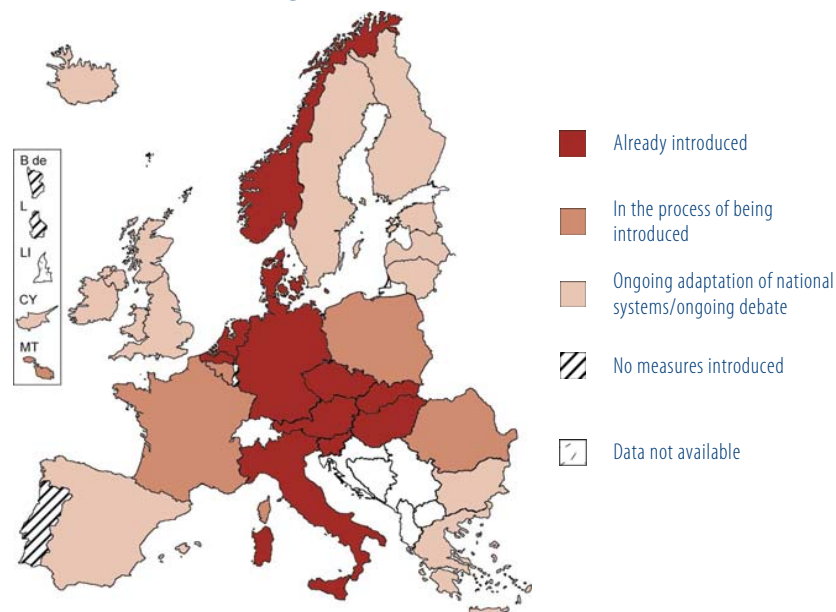 B de
L
LI
CY
MT
Already introduced
In the process of being
introduced
Ongoing adaptation of national
systems/ongoing debate
No measures introduced
Data not available